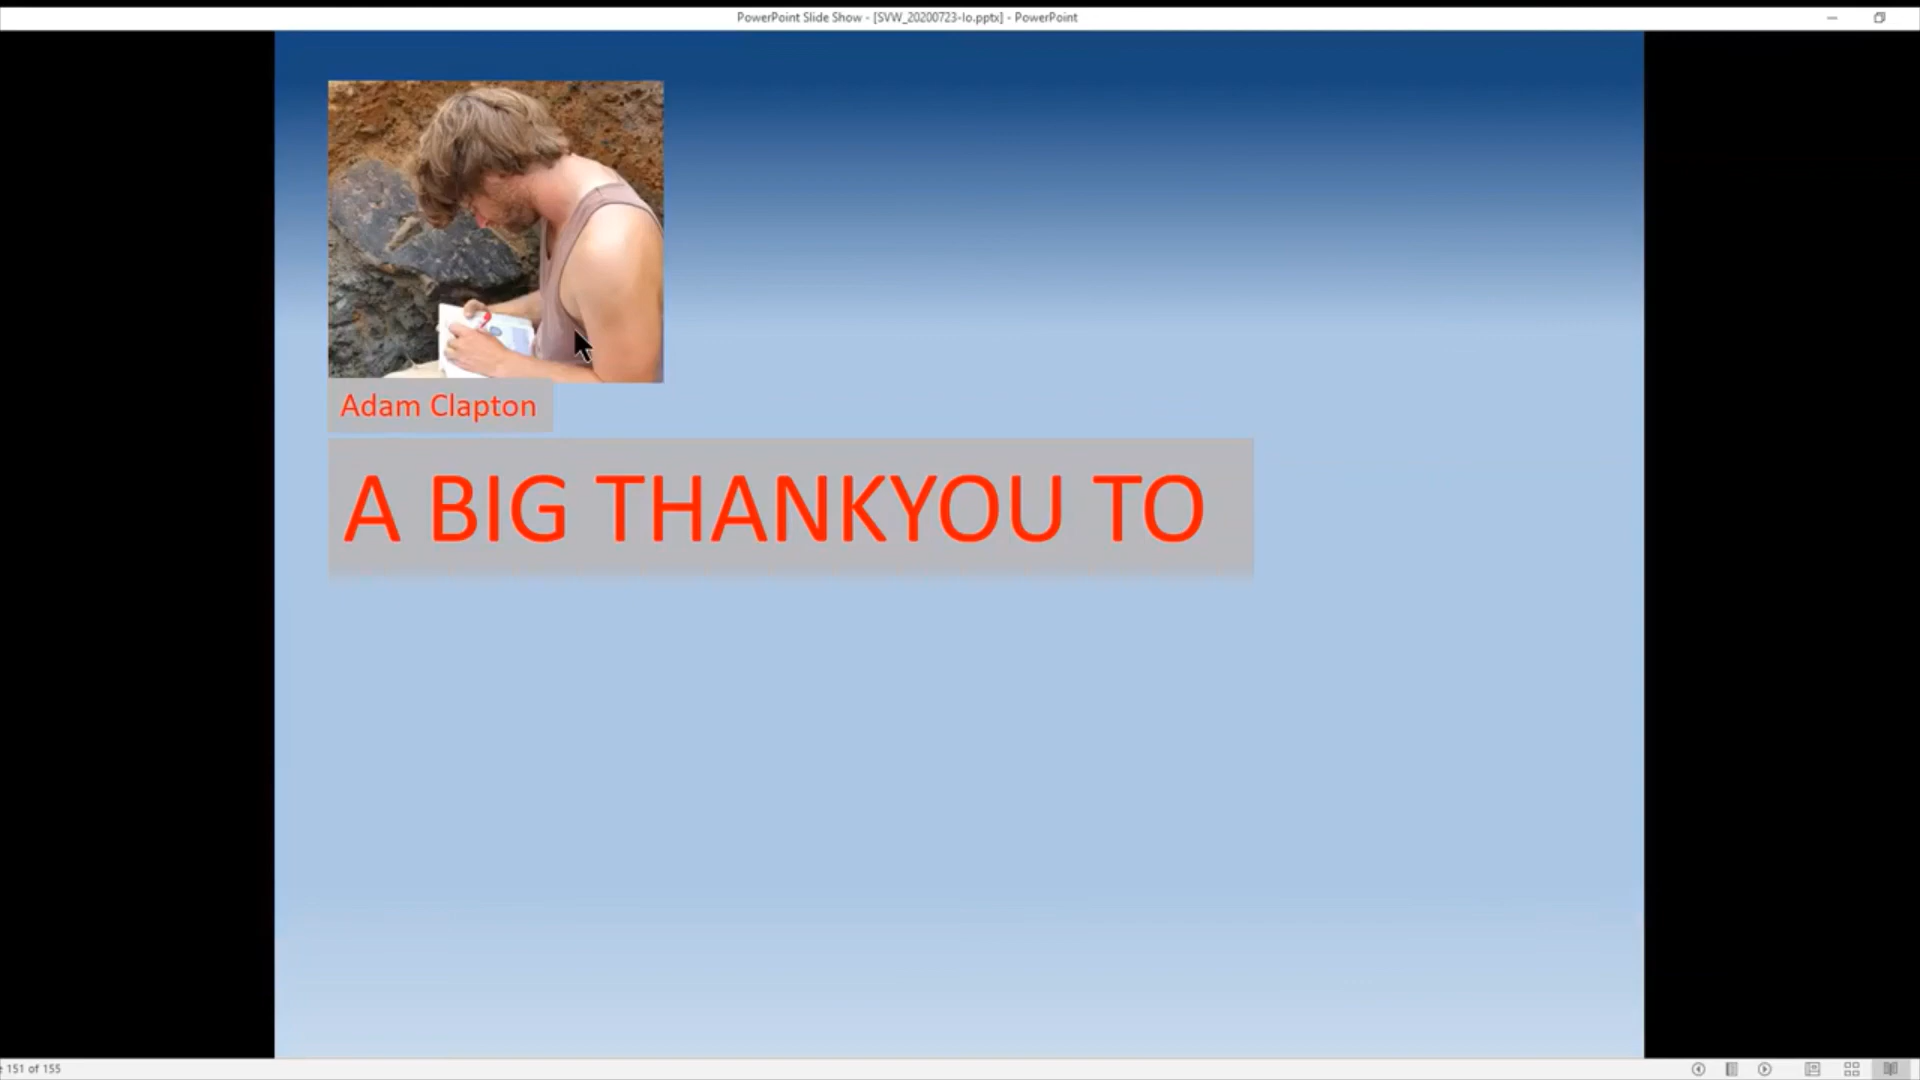 PowerPoint Slide Show - [SVW_20200723-lo.pptx] - PowerPoint
Adam Clapton
A BIG THANKYOU TO
151 of 155